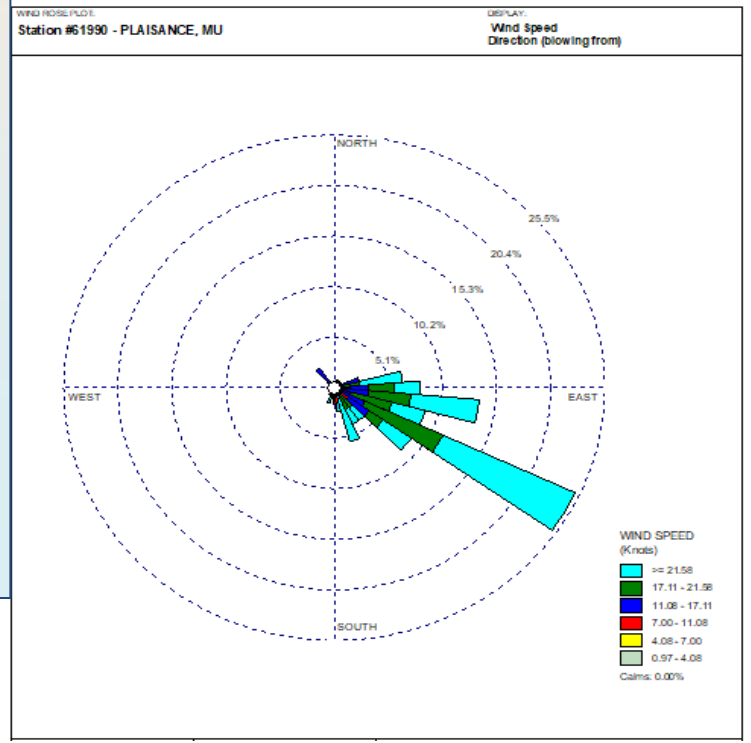 WIND ROSE PLOT:
Station #61990 - PLAISANCE, MU
DISPLAY:
Wind Speed
Direction (blowing from)
NORTH
25.5%
20.4%
15.3%
10.2%
5.1%
WEST
EAST
SOUTH
WIND SPEED
(Knots)
>= 21.58
17.11 - 21.58
11.08 - 17.11
7.00 - 11.08
4.08 - 7.00
0.97 - 4.08
Calms: 0.00%